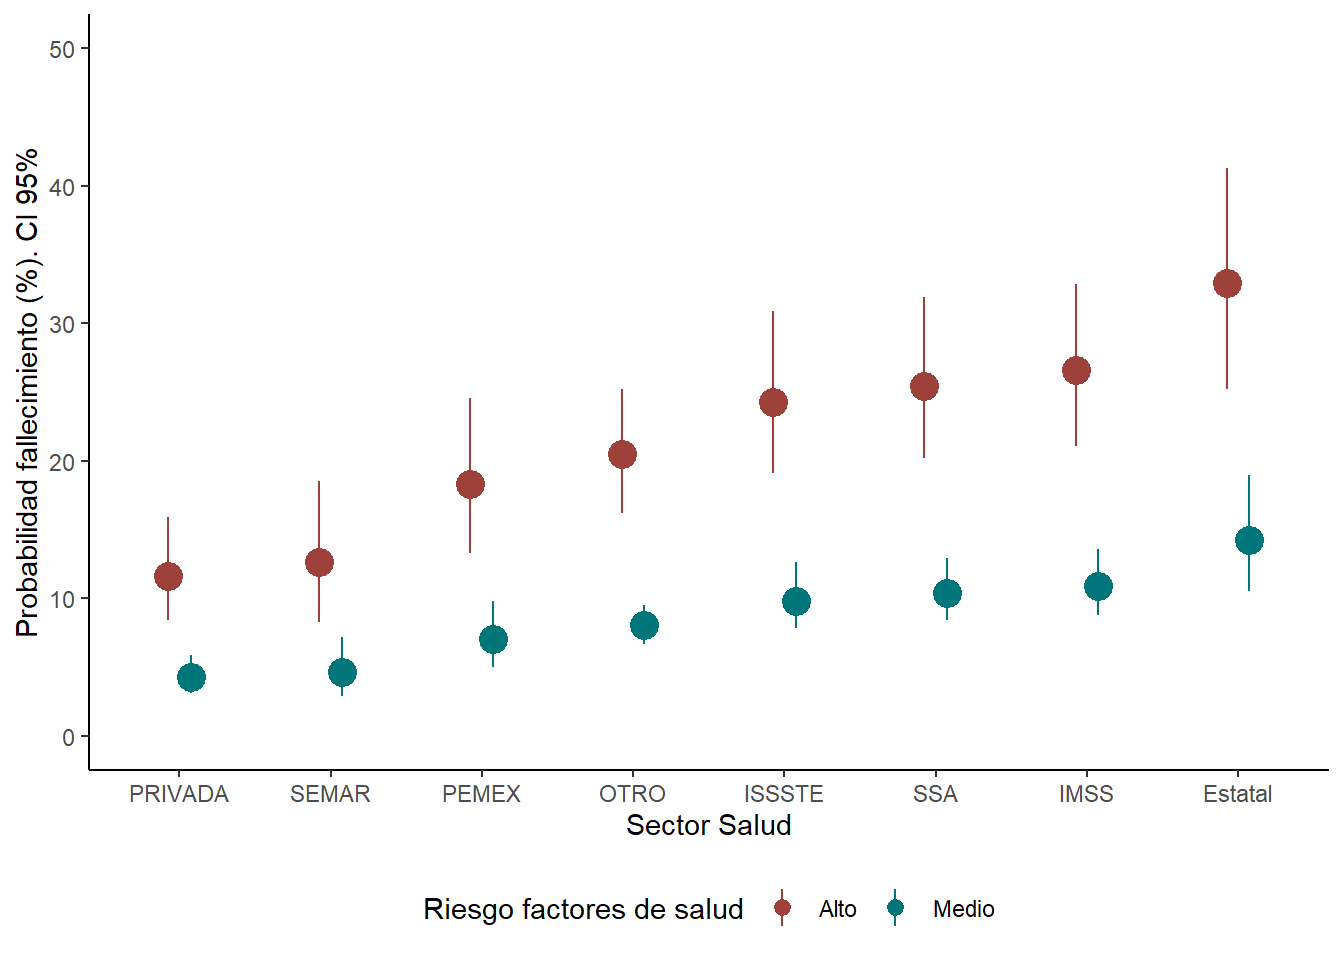 Probabilidad fallecimiento (%). CI 95%
50
40
30
20
10
0
PRIVADA SEMAR PEMEX OTRO ISSSTE SSA IMSS Estatal
Sector Salud
Riesgo factores de salud Alto Medio